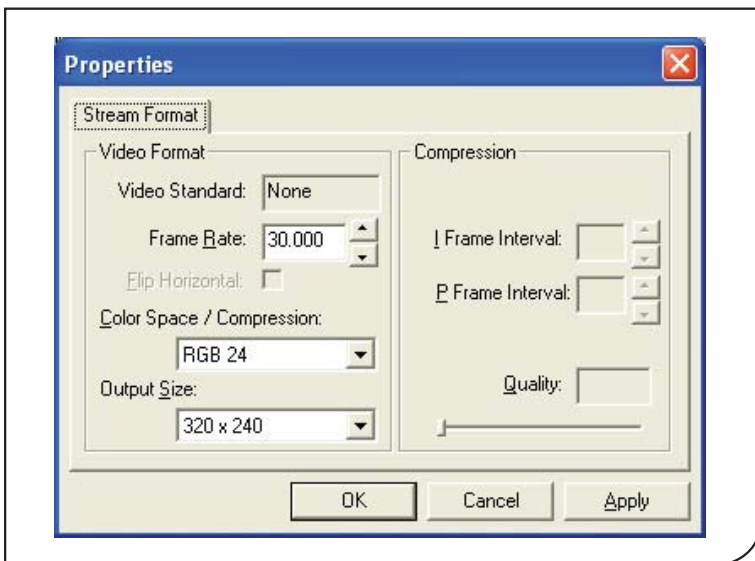 Properties
Stream Format
Video Format
Video Standard: None
Frame Rate: 30.000
Flip Horizontal:
Color Space / Compression:
RGB 24
Output Size:
320 x 240
Compression
I Frame Interval:
P Frame Interval:
Quality:
OK
Cancel
Apply